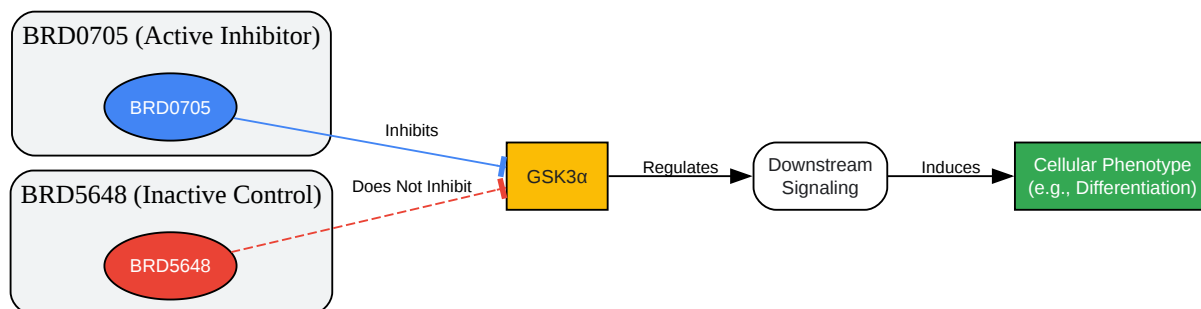 BRD0705 (Active Inhibitor)
BRD0705
Inhibits
BRD5648 (Inactive Control)
BRD5648
Does Not Inhibit
GSK3α
Regulates
Downstream
Signaling
Induces
Cellular Phenotype
(e.g., Differentiation)